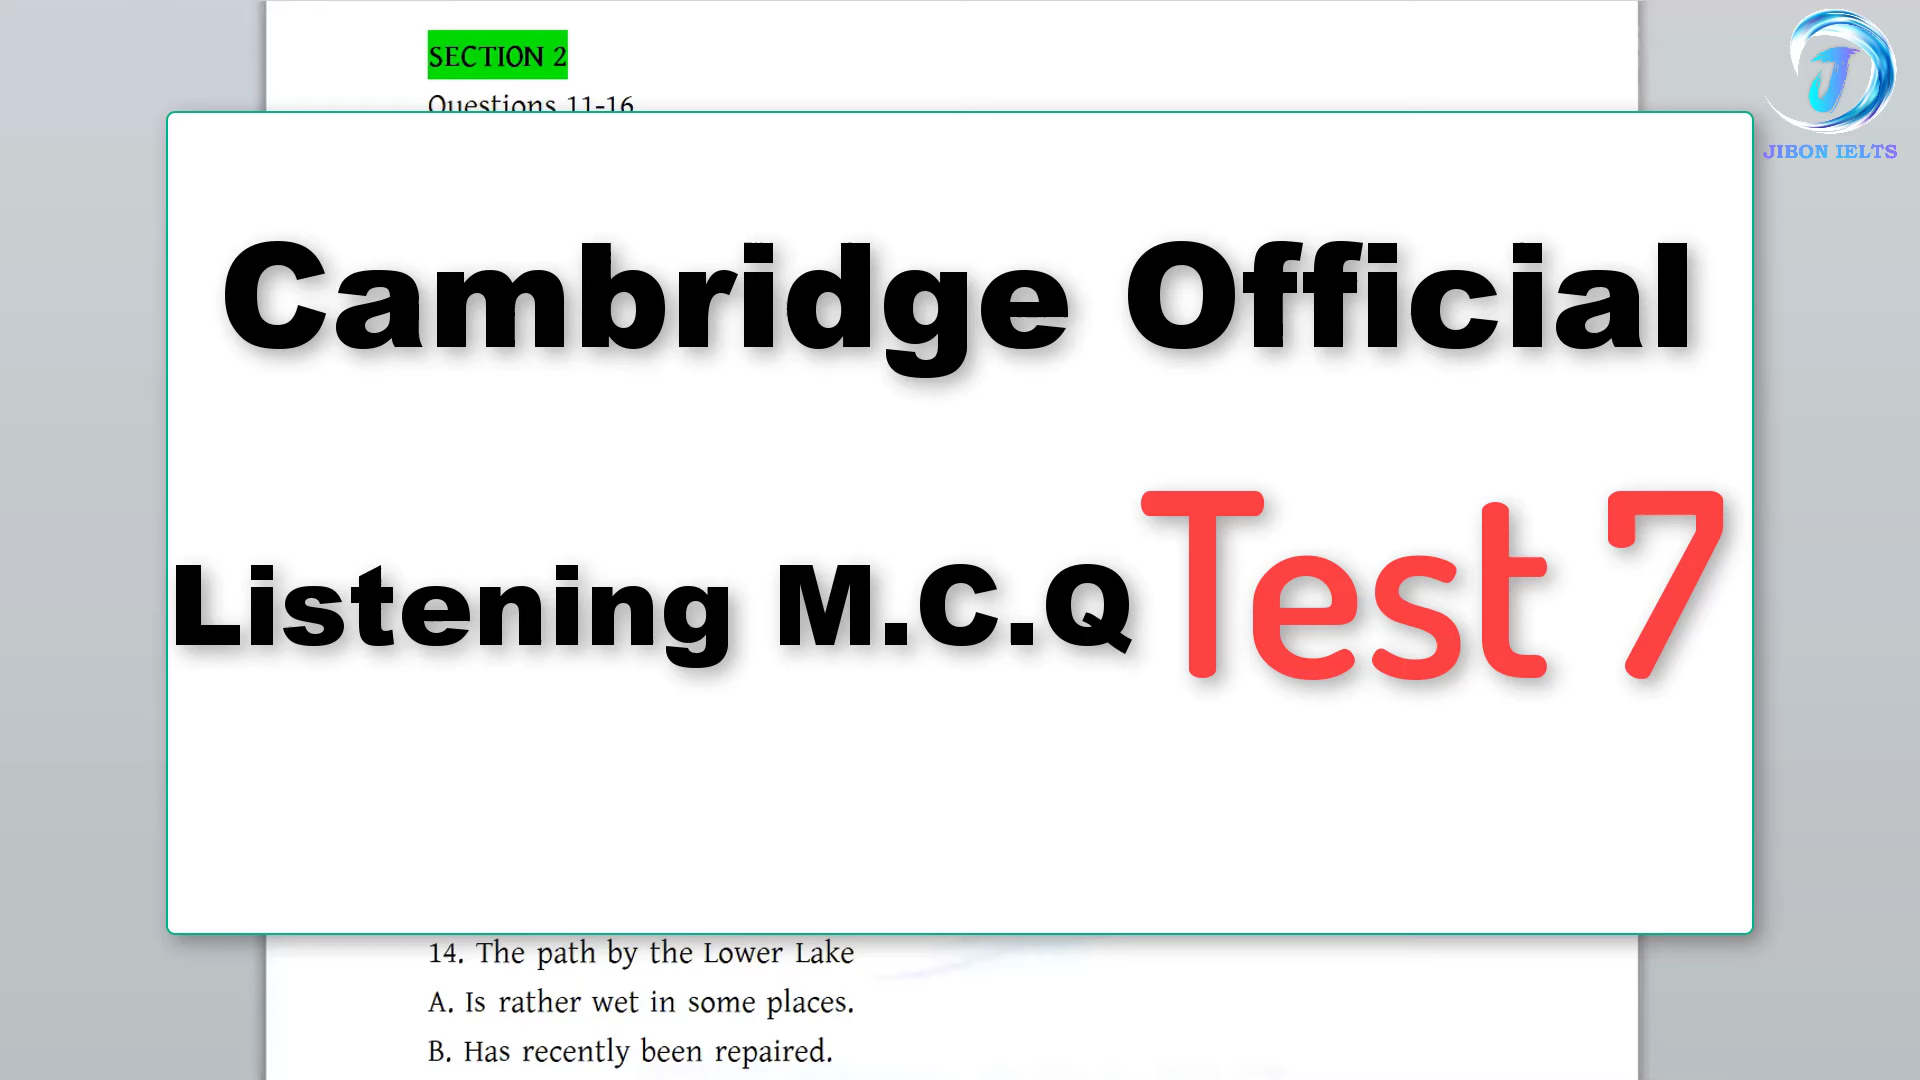 SECTION 2
Questions 11-16
JIBON IELTS
Cambridge Official
Listening M.C.Q Test 7
14. The path by the Lower Lake
A. Is rather wet in some places.
B. Has recently been repaired.